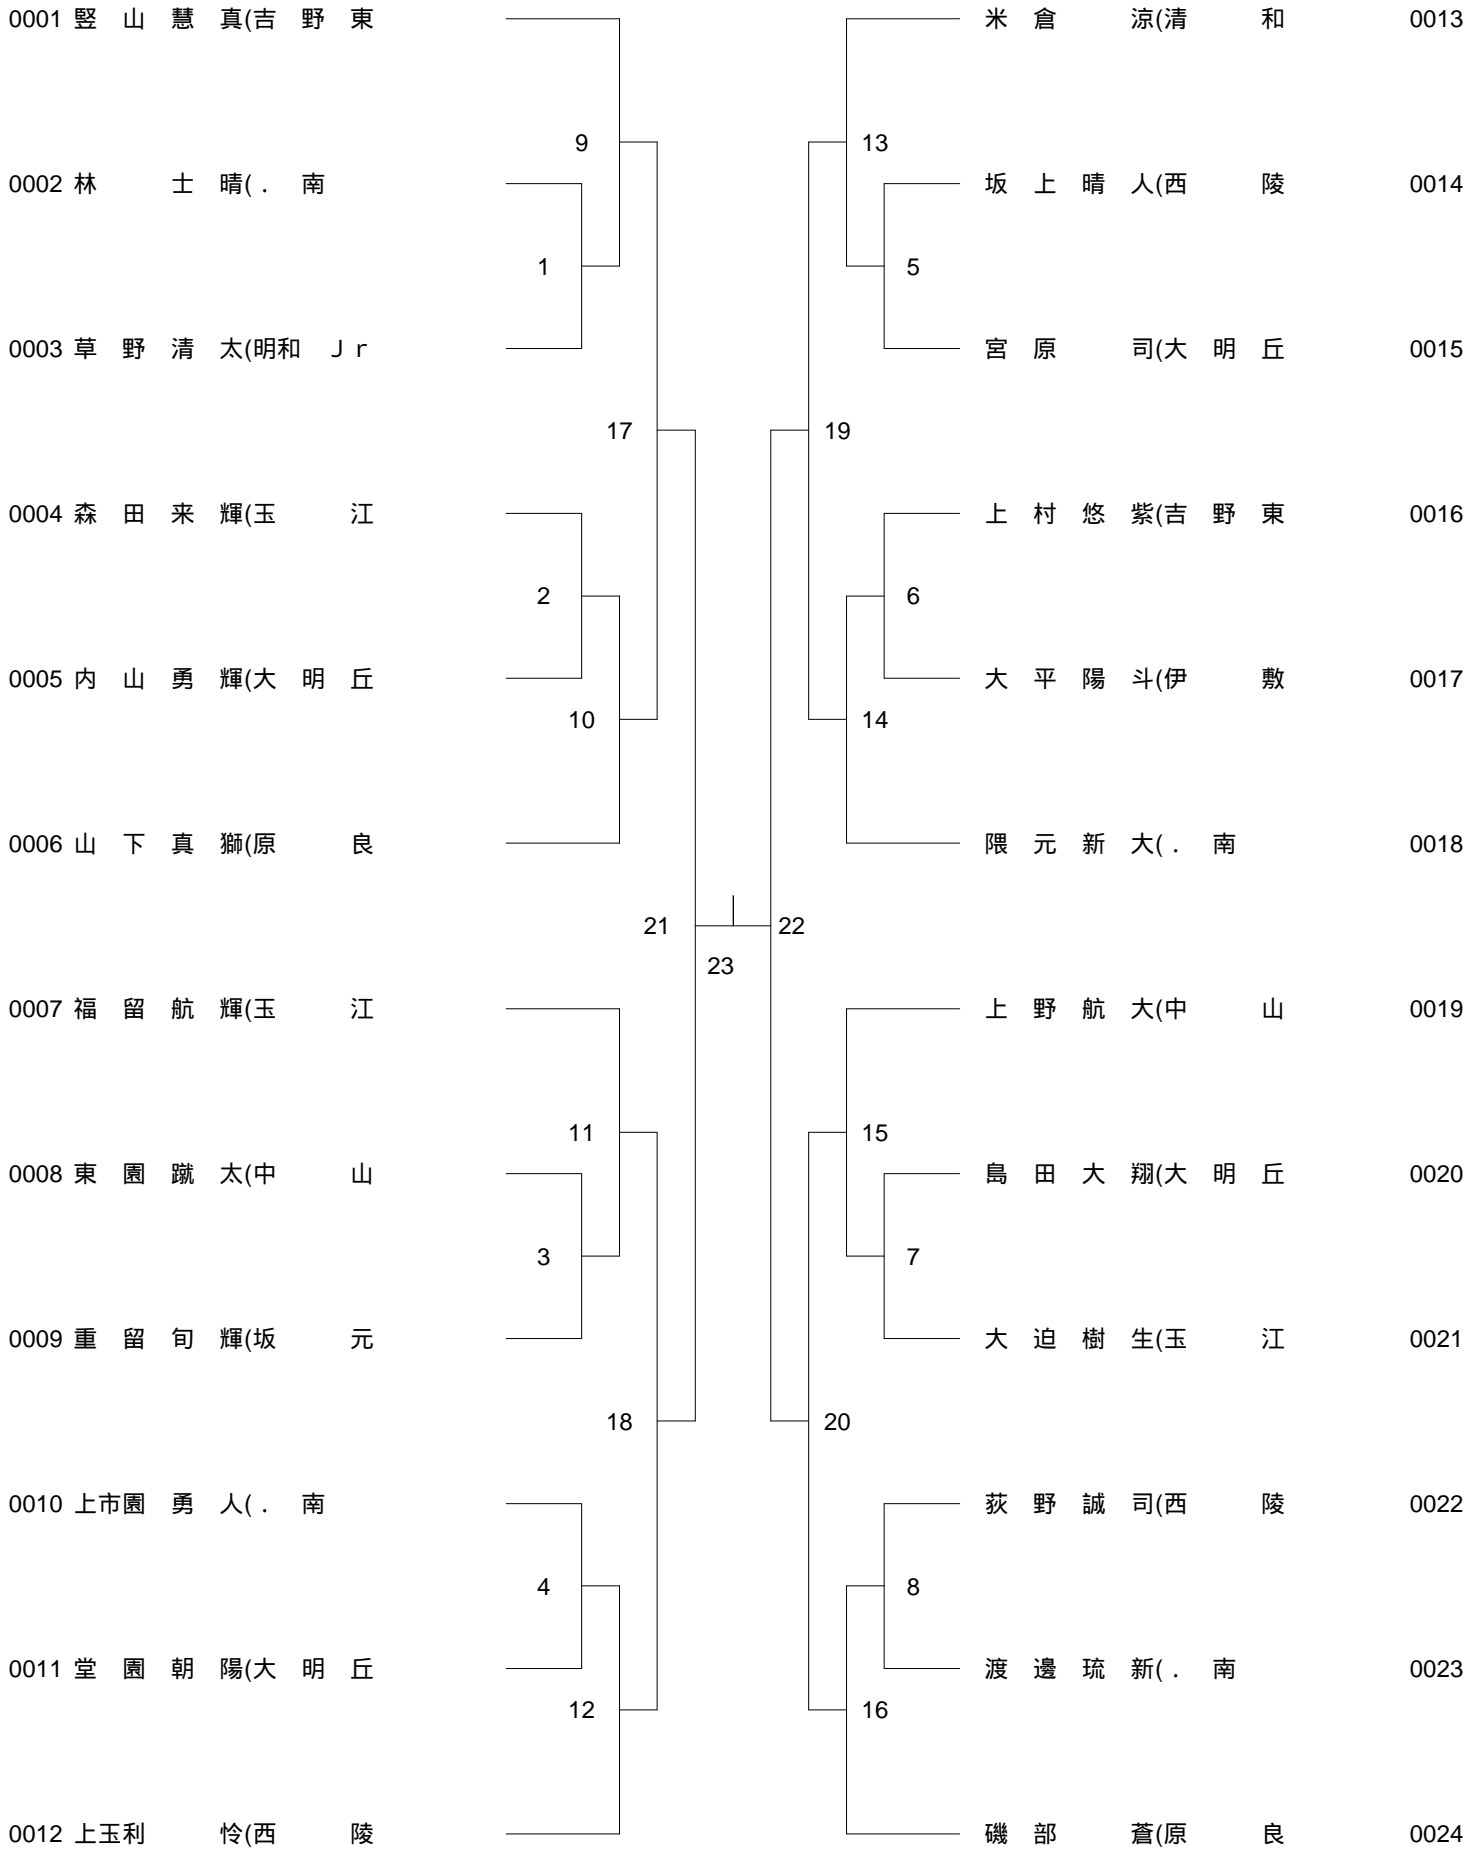 0001 竪 山 慧 真(吉 野 東
9
0002 林 士 晴(. 南
1
0003 草 野 清 太(明和 Jr
17
0004 森 田 来 輝(玉 江
2
0005 内 山 勇 輝(大 明 丘
10
0006 山 下 真 獅(原 良
21
23
0007 福 留 航 輝(玉 江
11
0008 東 園 蹴 太(中 山
3
0009 重 留 旬 輝(坂 元
18
0010 上市園 勇 人(. 南
4
0011 堂 園 朝 陽(大 明 丘
12
0012 上玉利 怜(西 陵
米 倉 涼(清 和 0013
13
坂 上 晴 人(西 陵 0014
5
宮 原 司(大 明 丘 0015
19
上 村 悠 紫(吉 野 東 0016
6
大 平 陽 斗(伊 敷 0017
14
隈 元 新 大(. 南 0018
22
上 野 航 大(中 山 0019
15
島 田 大 翔(大 明 丘 0020
7
大 迫 樹 生(玉 江 0021
20
荻 野 誠 司(西 陵 0022
8
渡 邊 琉 新(. 南 0023
16
磯 部 蒼(原 良 0024